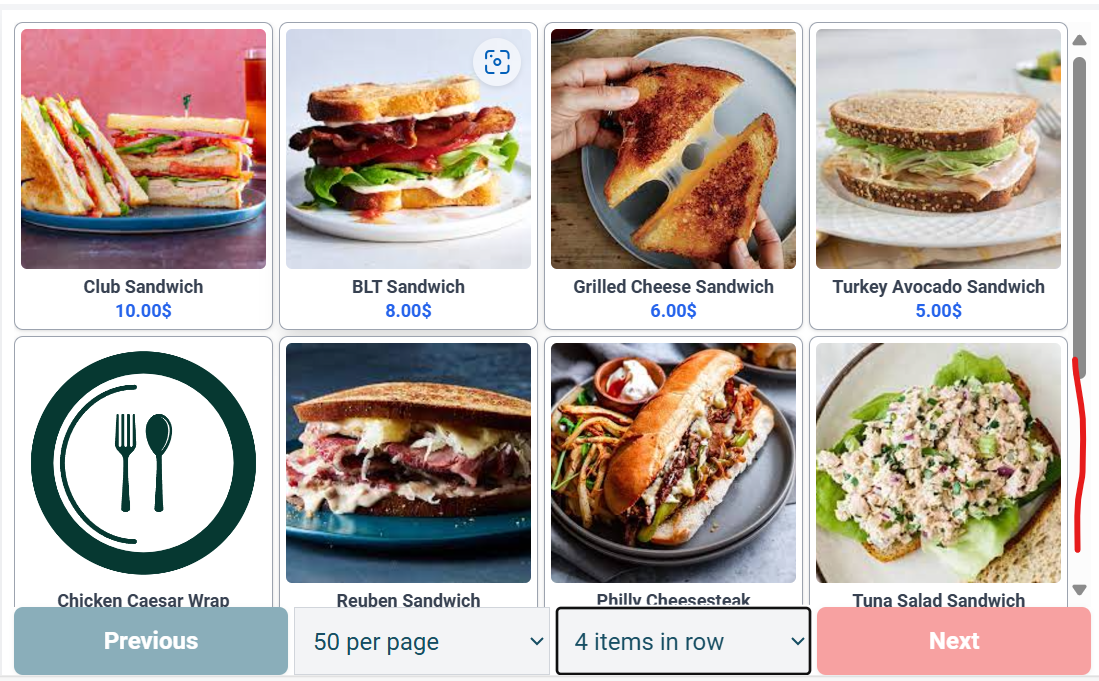 Club Sandwich
10.00$
BLT Sandwich
8.00$
Grilled Cheese Sandwich
6.00$
Turkey Avocado Sandwich
5.00$
Chicken Caesar Wrap
Reuben Sandwich
Philly Cheesesteak
Tuna Salad Sandwich
Previous
50 per page
4 items in row
Next